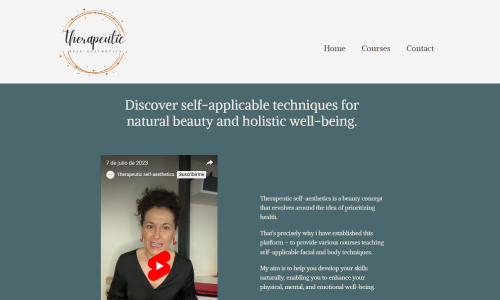 therapeutic
SELF-AESTHETICS
Home
Courses
Contact
Discover self-applicable techniques for
natural beauty and holistic well-being.
7 de julio de 2023
Therapeutic self-aesthetics
Suscribirme
Therapeutic self-aesthetics is a beauty concept
that revolves around the idea of prioritizing
health.
That's precisely why I have established this
platform – to provide various courses teaching
self-applicable facial and body techniques.
My aim is to help you develop your skills
naturally, enabling you to enhance your
physical, mental, and emotional well-being.